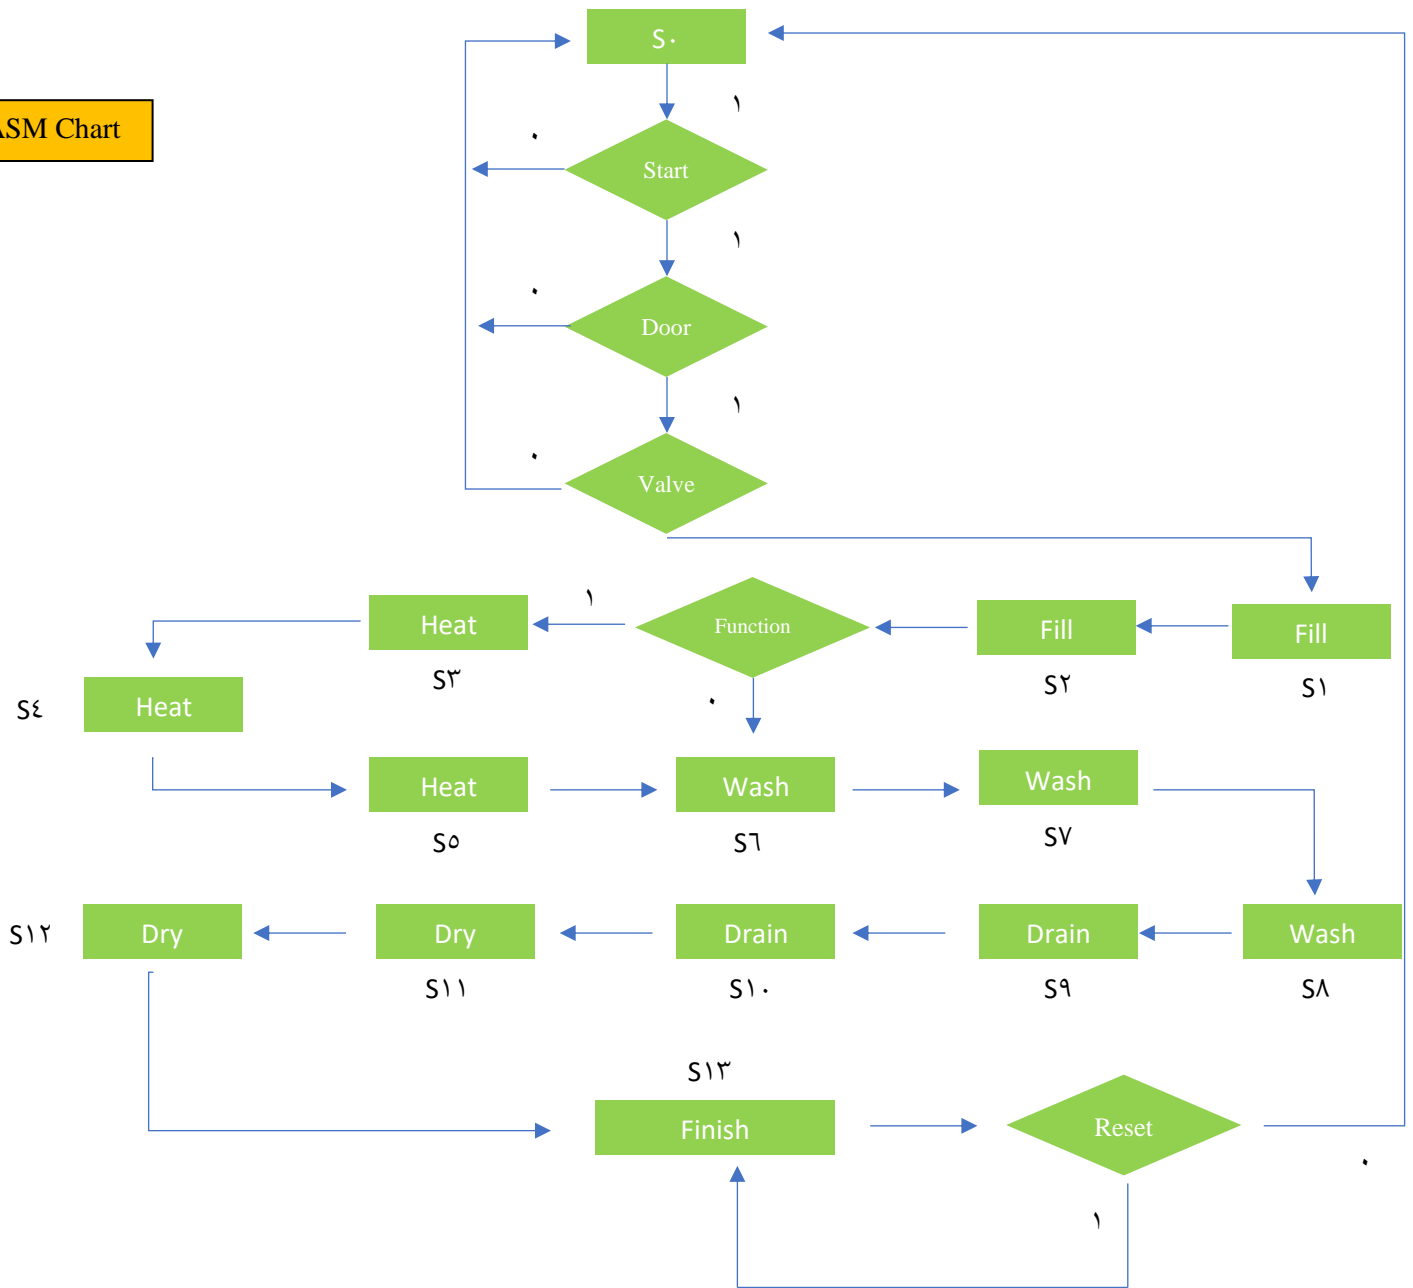 S٠
١
ASM Chart
٠
Start
١
٠
Door
١
٠
Valve
١
Heat
Function
Fill
Fill
S٣
S٢
S١
S٤
Heat
٠
Heat
Wash
Wash
S٥
S٦
S٧
S١٢
Dry
Dry
Drain
Drain
Wash
S١١
S١٠
S٩
S٨
S١٣
Finish
Reset
٠
١